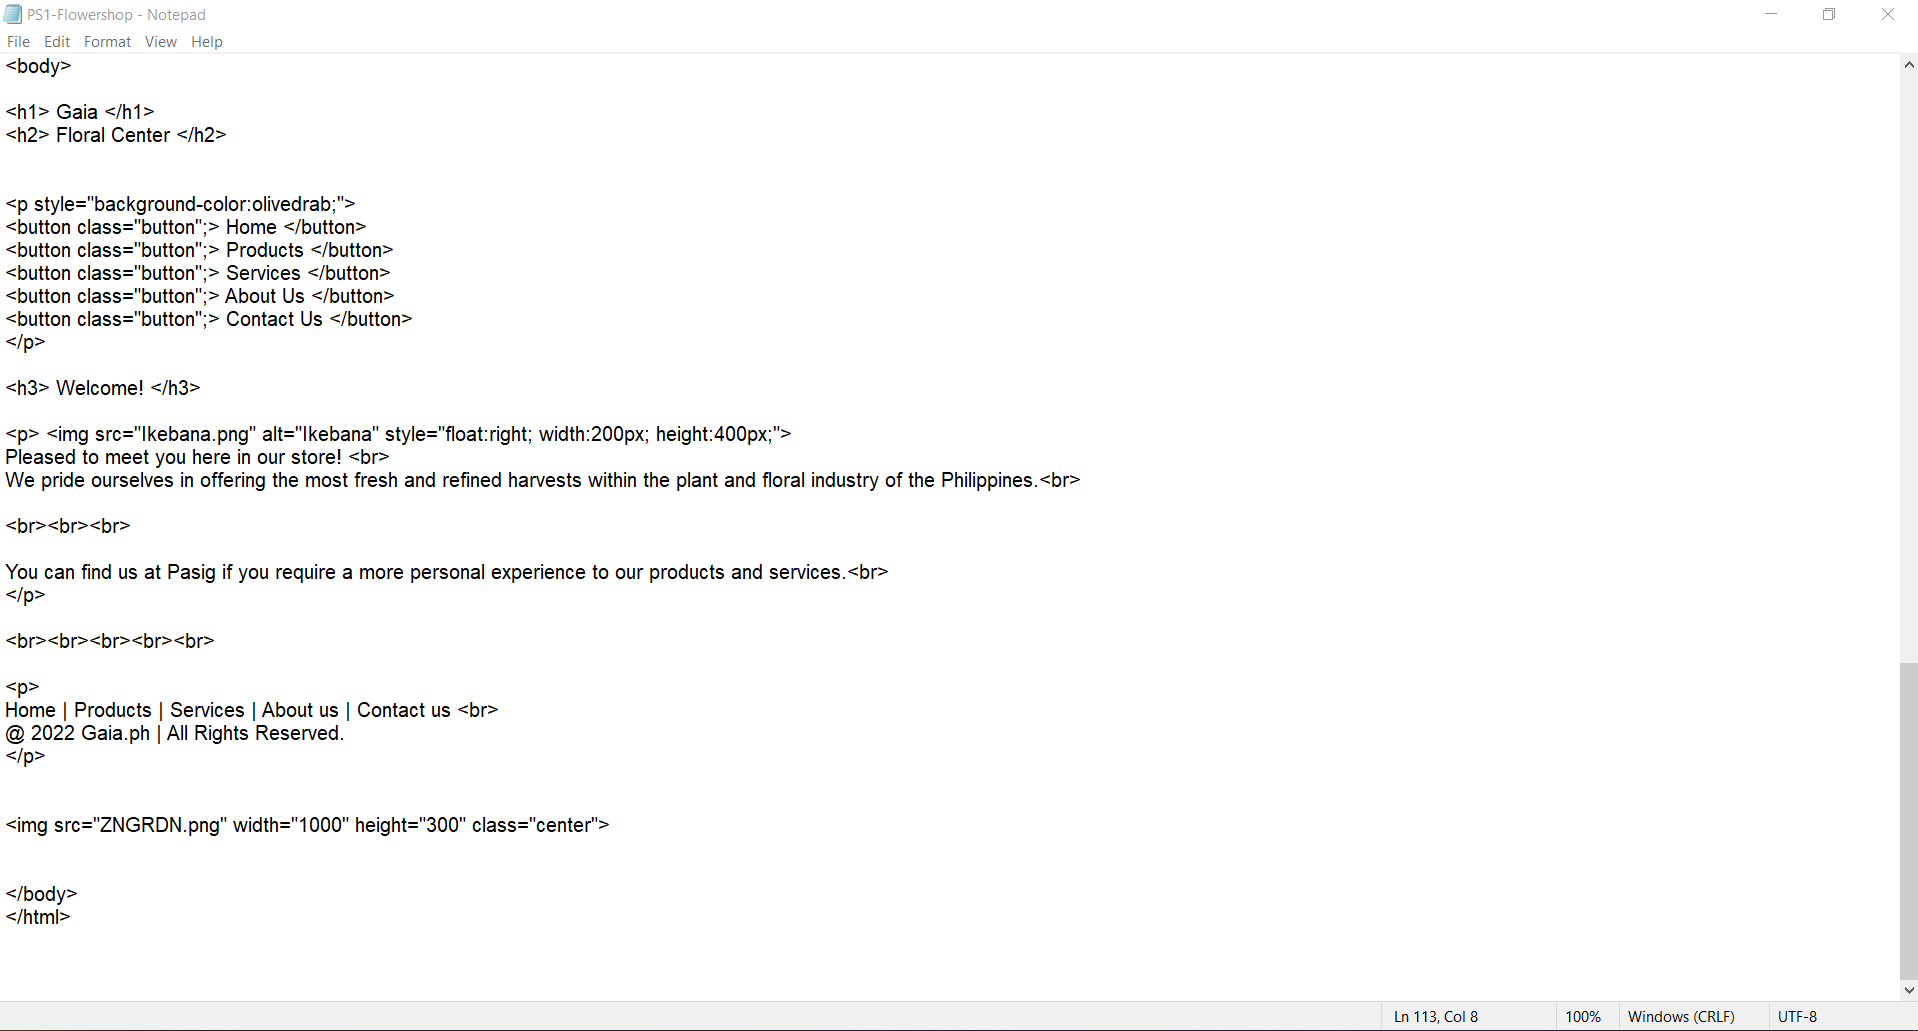 PS1-Flowershop - Notepad
File Edit Format View Help
<body>
<h1> Gaia </h1>
<h2> Floral Center </h2>
<p style="background-color:olivedrab;">
<button class="button";> Home </button>
<button class="button";> Products </button>
<button class="button";> Services </button>
<button class="button";> About Us </button>
<button class="button";> Contact Us </button>
</p>
<h3> Welcome! </h3>
<p> <img src="Ikebana.png" alt="Ikebana" style="float:right; width:200px; height:400px;">
Pleased to meet you here in our store! <br>
We pride ourselves in offering the most fresh and refined harvests within the plant and floral industry of the Philippines.<br>
<br><br><br>
You can find us at Pasig if you require a more personal experience to our products and services.<br>
</p>
<br><br><br><br><br>
<p>
Home | Products | Services | About us | Contact us <br>
@ 2022 Gaia.ph | All Rights Reserved.
</p>
<img src="ZNGRDN.png" width="1000" height="300" class="center">
</body>
</html>
Ln 113, Col 8 100% Windows (CRLF) UTF-8